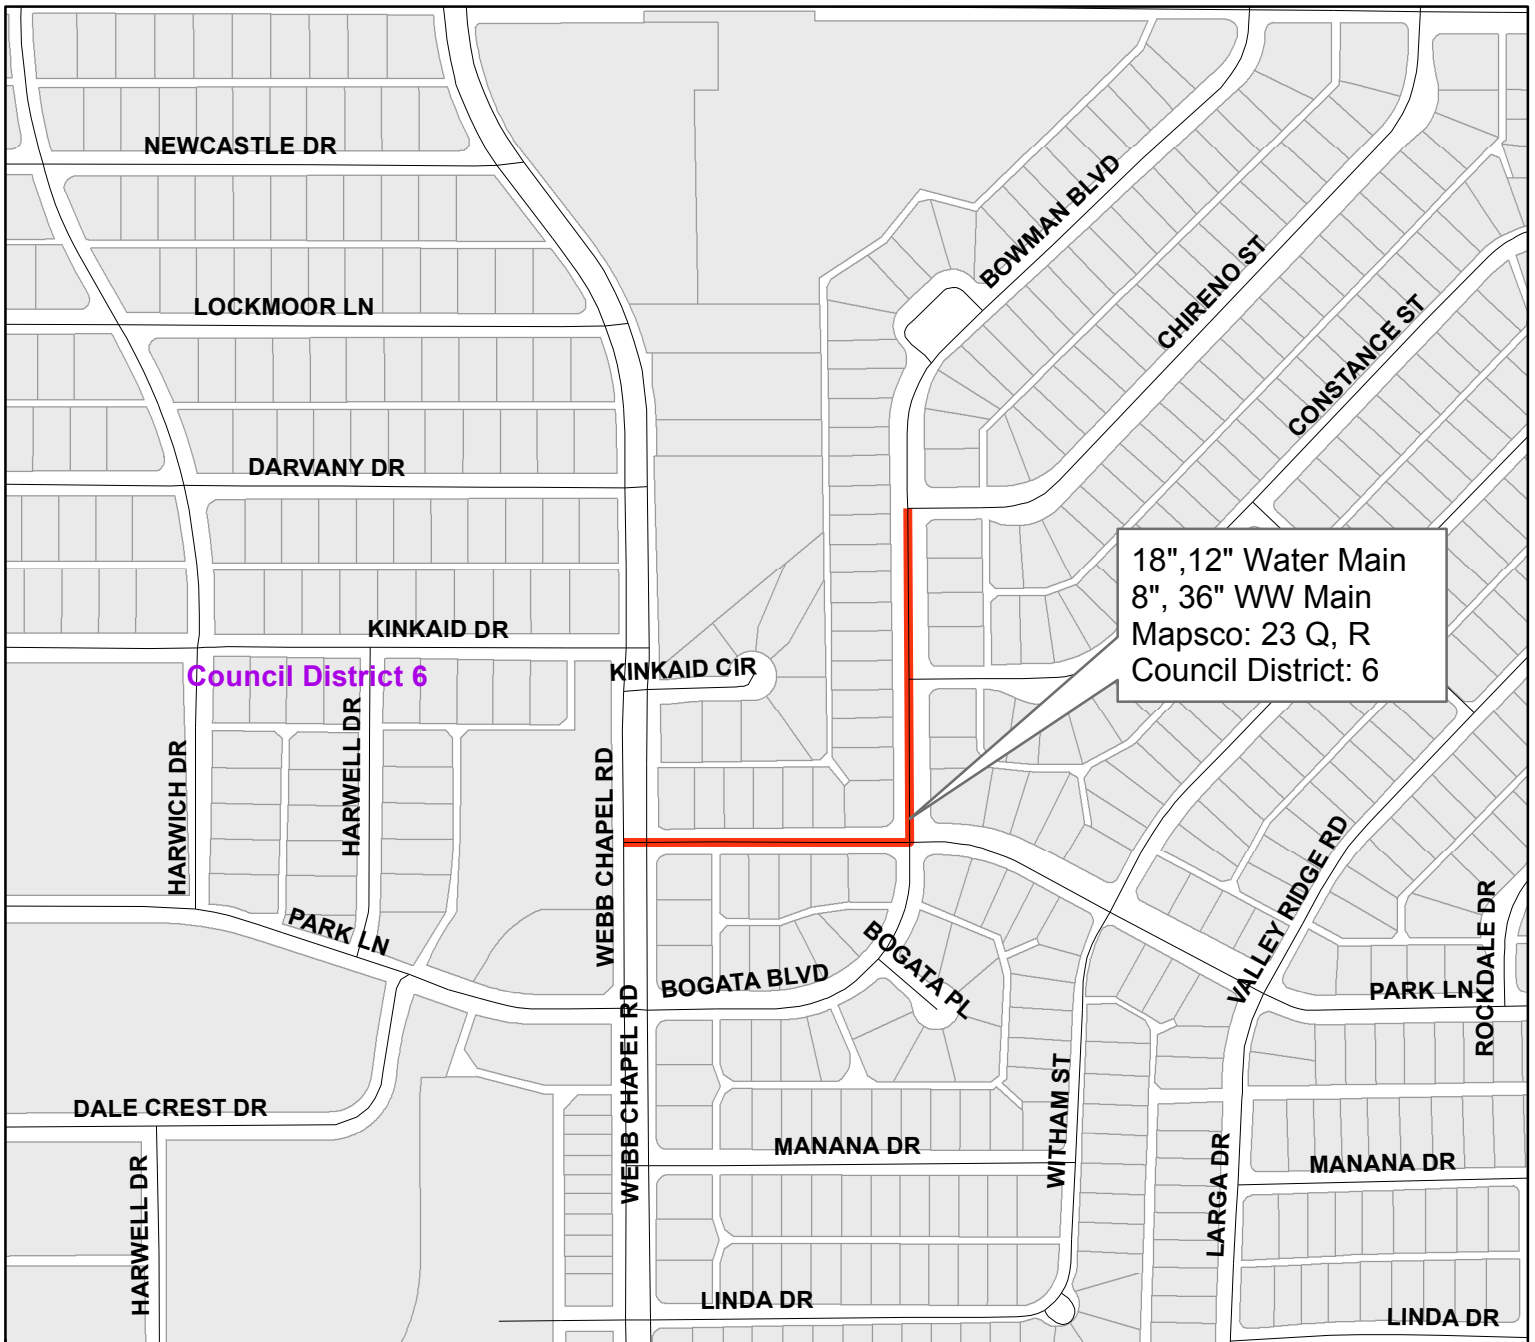 NEWCASTLE DR
BOWMAN BLVD
CHIRENO ST
LOCKMOOR LN
CONSTANCE ST
DARVANY DR
18",12" Water Main
8", 36" WW Main
Mapsco: 23 Q, R
Council District: 6
KINKAID DR
KINKAID CIR
Council District 6
HARWELL DR
HARWICH DR
WEBB CHAPEL RD
VALLEY RIDGE RD
PARK LN
BOGATA BLVD
BOGATA PL
PARK LN
ROCKDALE DR
WEBB CHAPEL RD
DALE CREST DR
WITHAM ST
MANANA DR
MANANA DR
LARGA DR
HARWELL DR
LINDA DR
LINDA DR